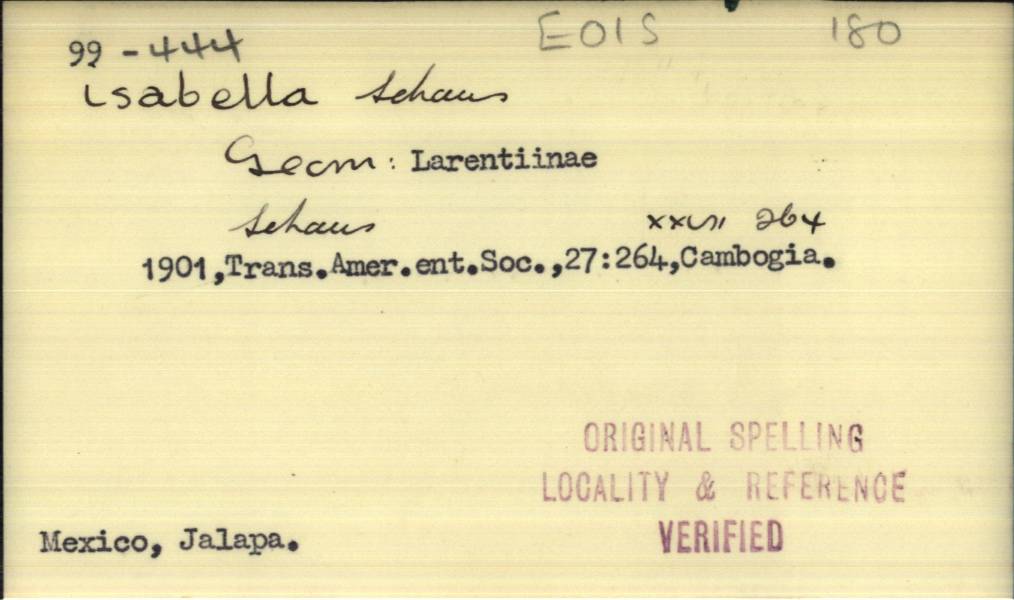 99-444 EOIS 180
isabella Schaus
Geom: Larentiinae
Schaus xxvii 264
1901,Trans.Amer.ent.Soc.,27:264,Cambogia.
ORIGINAL SPELLING
LOCALITY & REFERENCE
VERIFIED
Mexico, Jalapa.